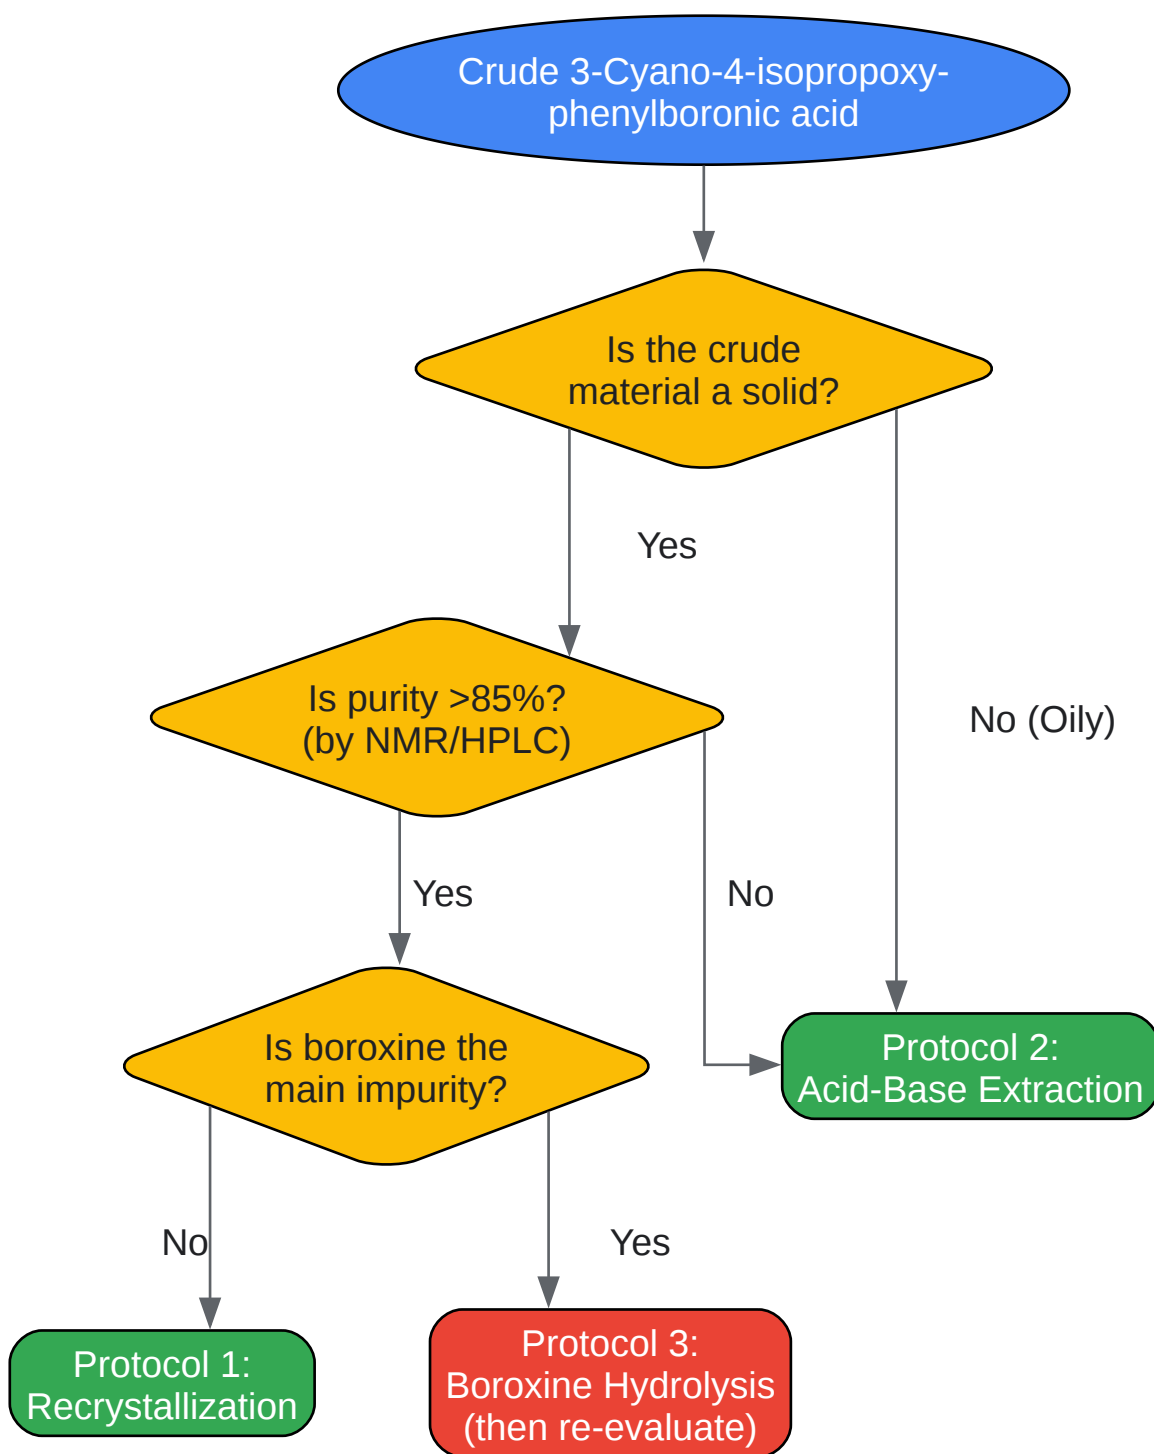 Crude 3-Cyano-4-isopropoxy-
phenylboronic acid
Is the crude
material a solid?
Yes
Is purity >85%?
(by NMR/HPLC)
No (Oily)
Yes
No
Is boroxine the
main impurity?
Protocol 2:
Acid-Base Extraction
No
Yes
Protocol 1:
Recrystallization
Protocol 3:
Boroxine Hydrolysis
(then re-evaluate)